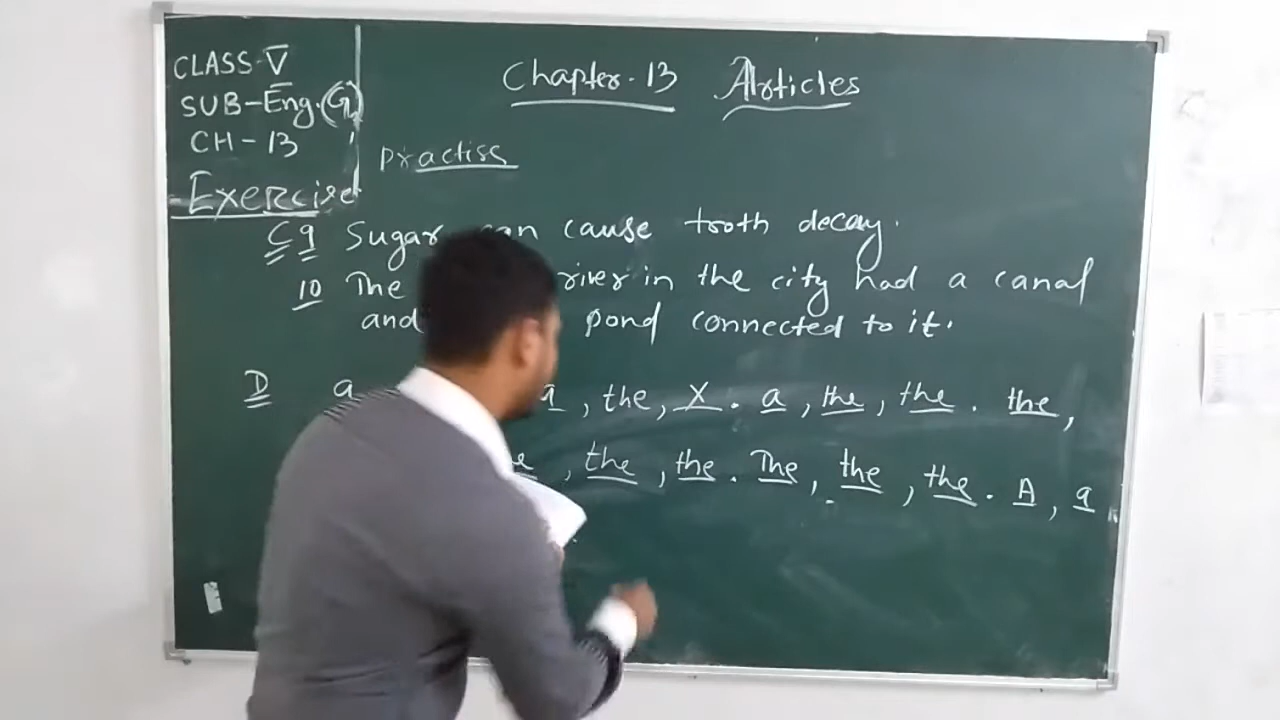 CLASS-V
SUB-Eng.(G)
CH-13
Exercise
Chapter-13 Articles
Practise
C 9 Sugar can cause tooth decay.
10 The river in the city had a canal
and pond connected to it.
D a a, the, X. a, the, the. the,
the, the. The, the, the. A, a